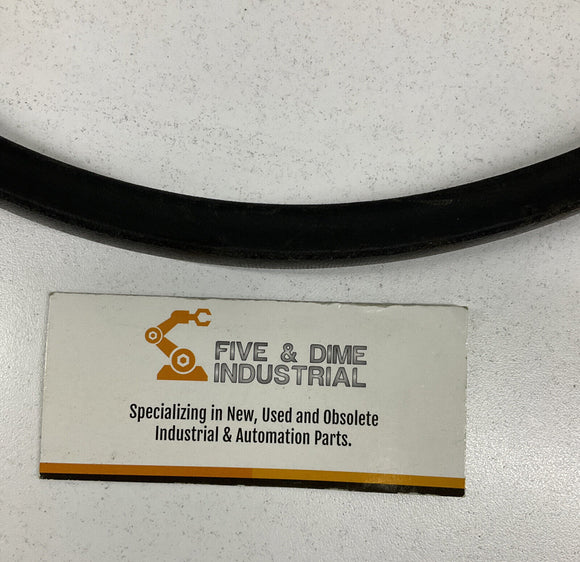 FIVE & DIME
INDUSTRIAL
Specializing in New, Used and Obsolete
Industrial & Automation Parts.